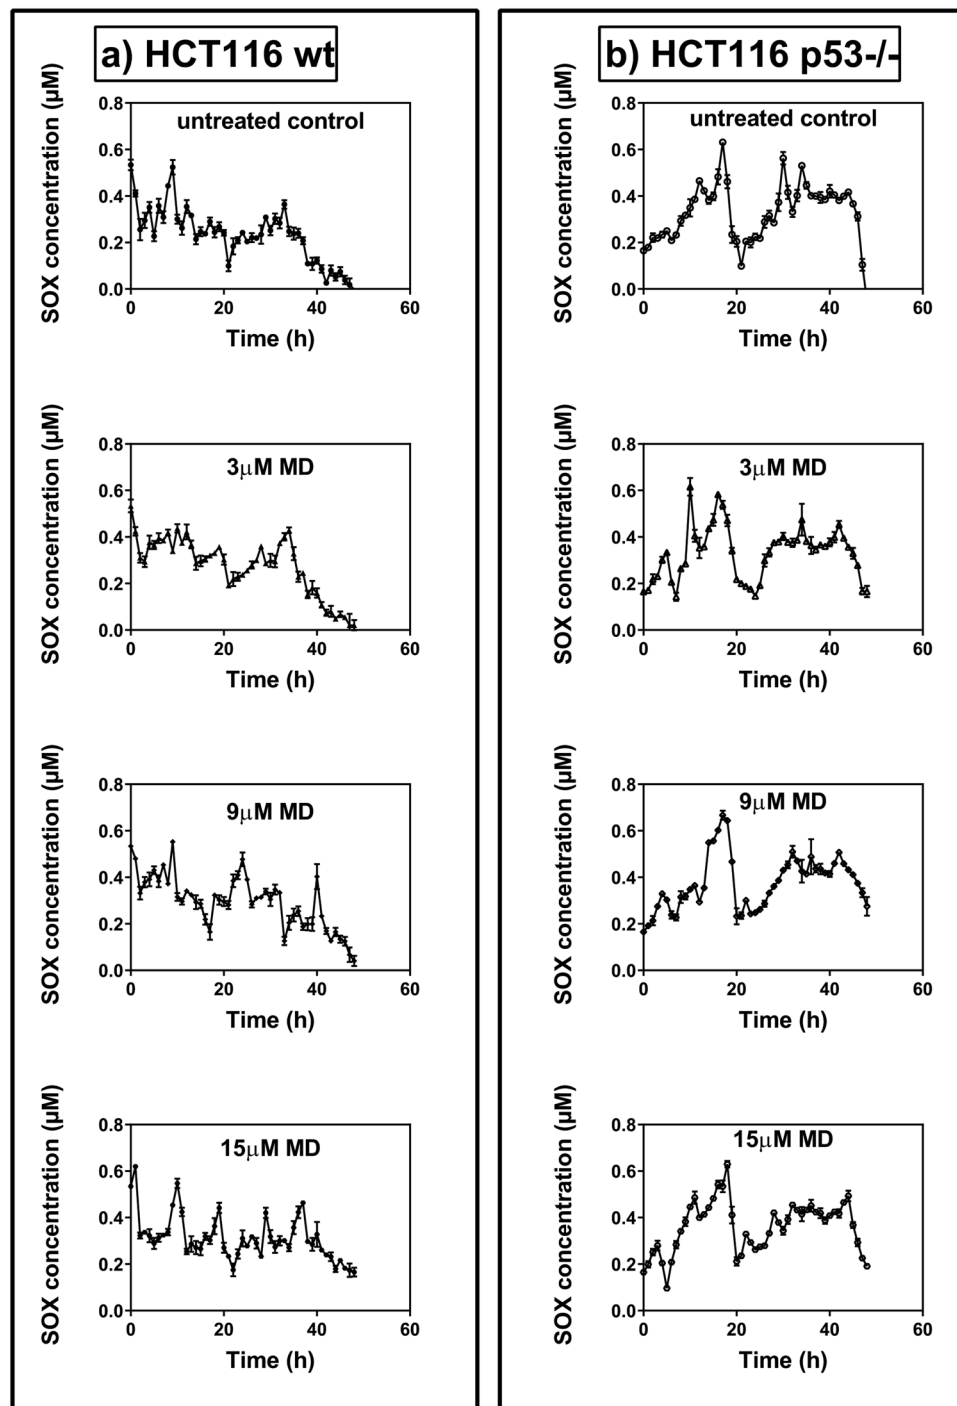 a) HCT116 wt
SOX concentration (µM)
0.8
0.6
0.4
0.2
0.0
untreated control
0 20 40 60
Time (h)
SOX concentration (µM)
0.8
0.6
0.4
0.2
0.0
3µM MD
0 20 40 60
Time (h)
SOX concentration (µM)
0.8
0.6
0.4
0.2
0.0
9µM MD
0 20 40 60
Time (h)
SOX concentration (µM)
0.8
0.6
0.4
0.2
0.0
15µM MD
0 20 40 60
Time (h)
b) HCT116 p53-/-
SOX concentration (µM)
0.8
0.6
0.4
0.2
0.0
untreated control
0 20 40 60
Time (h)
SOX concentration (µM)
0.8
0.6
0.4
0.2
0.0
3µM MD
0 20 40 60
Time (h)
SOX concentration (µM)
0.8
0.6
0.4
0.2
0.0
9µM MD
0 20 40 60
Time (h)
SOX concentration (µM)
0.8
0.6
0.4
0.2
0.0
15µM MD
0 20 40 60
Time (h)